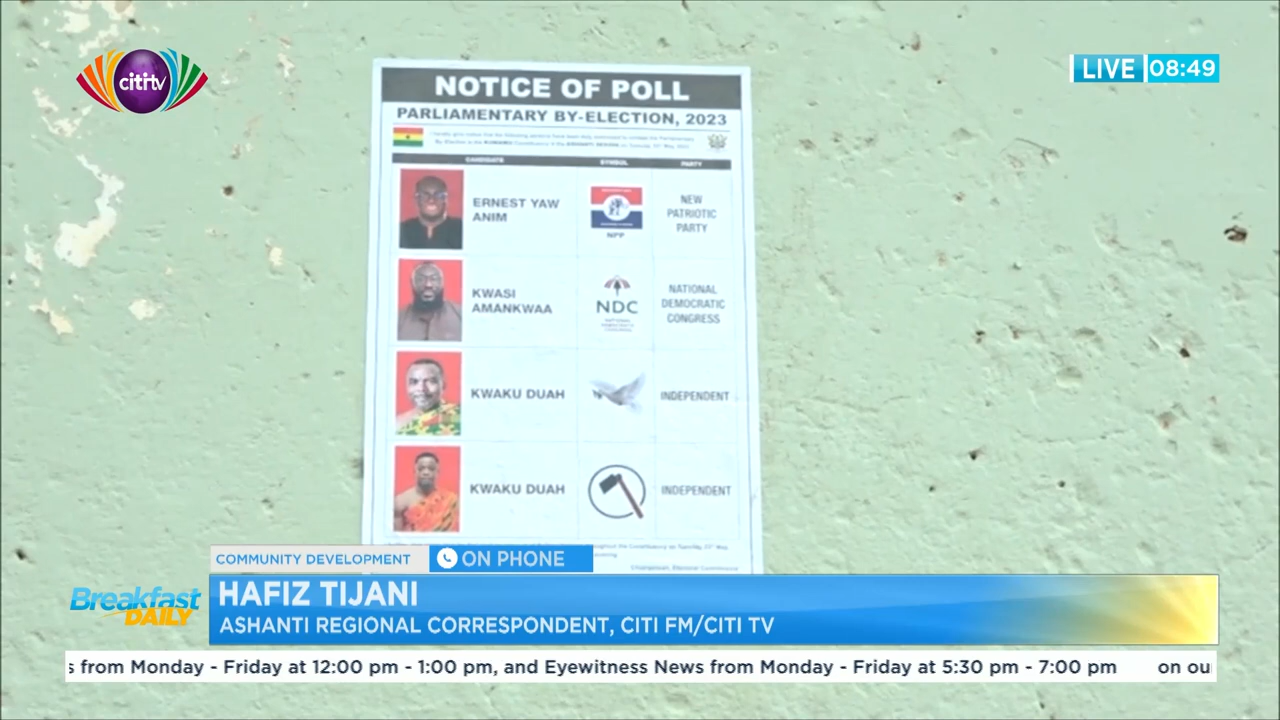 cititv
LIVE 08:49
NOTICE OF POLL
PARLIAMENTARY BY-ELECTION, 2023
CANDIDATE SYMBOL PARTY
ERNEST YAW
ANIM
NPP
NEW
PATRIOTIC
PARTY
KWASI
AMANKWAA
NDC
NATIONAL
DEMOCRATIC
CONGRESS
KWAKU DUAH
INDEPENDENT
KWAKU DUAH
INDEPENDENT
COMMUNITY DEVELOPMENT ON PHONE
Breakfast
DAILY
HAFIZ TIJANI
ASHANTI REGIONAL CORRESPONDENT, CITI FM/CITI TV
s from Monday - Friday at 12:00 pm - 1:00 pm, and Eyewitness News from Monday - Friday at 5:30 pm - 7:00 pm on ou